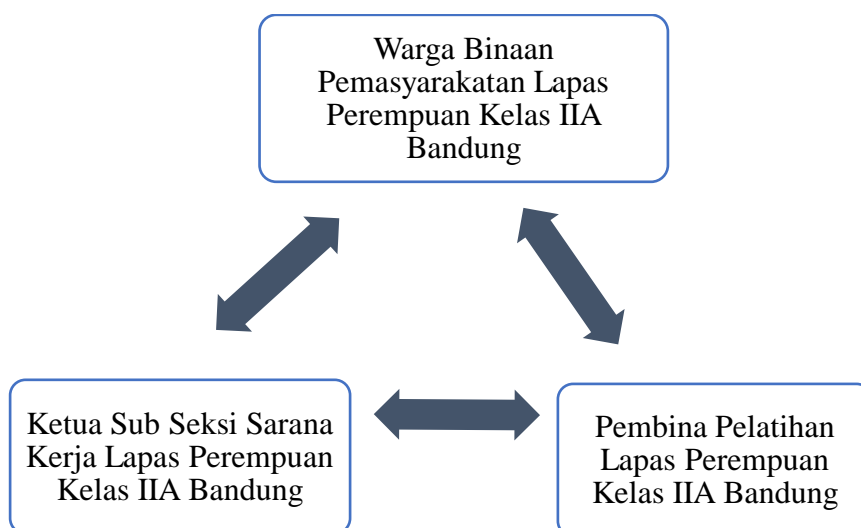 Warga Binaan
Pemasyarakatan Lapas
Perempuan Kelas IIA
Bandung
Ketua Sub Seksi Sarana
Kerja Lapas Perempuan
Kelas IIA Bandung
Pembina Pelatihan
Lapas Perempuan
Kelas IIA Bandung